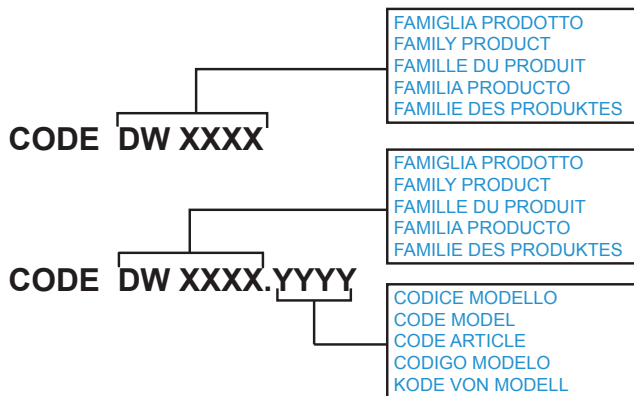 FAMIGLIA PRODOTTO
FAMILY PRODUCT
FAMILLE DU PRODUIT
FAMILIA PRODUCTO
FAMILIE DES PRODUKTES
CODE DW XXXX
FAMIGLIA PRODOTTO
FAMILY PRODUCT
FAMILLE DU PRODUIT
FAMILIA PRODUCTO
FAMILIE DES PRODUKTES
CODE DW XXXX.YYYY
CODICE MODELLO
CODE MODEL
CODE ARTICLE
CODIGO MODELO
KODE VON MODELL